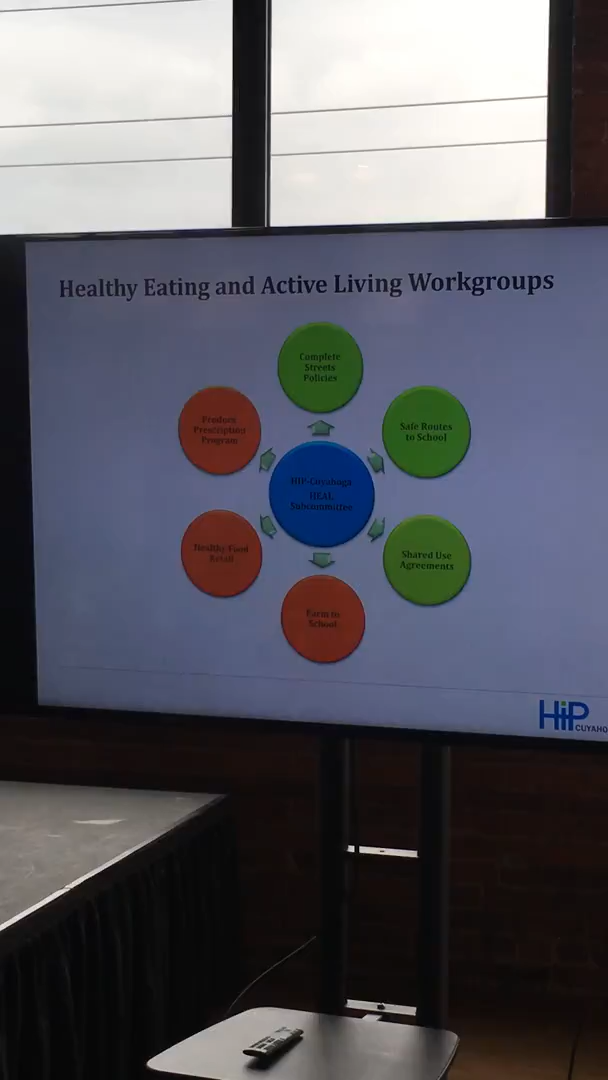 Healthy Eating and Active Living Workgroups
Complete
Streets
Policies
Safe Routes
to School
Shared Use
Agreements
Farm to
School
Healthy Food
Retail
Produce
Prescription
Program
HIP-Cuyahoga
HEAL
Subcommittee
HiP
CUYAHO